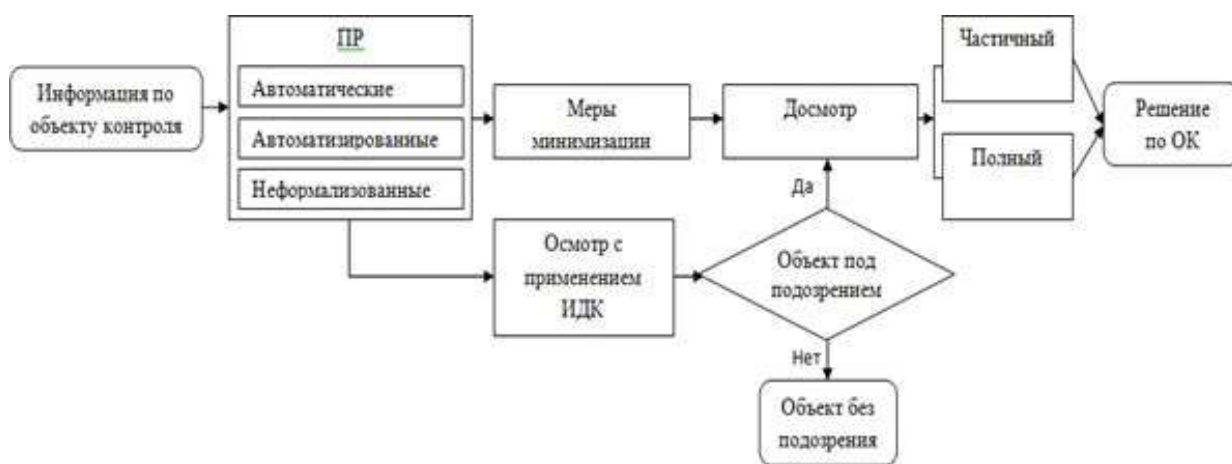 Информация по
объекту контроля
ПР
Автоматические
Автоматизированные
Неформализованные
Меры
минимизации
Досмотр
Частичный
Полный
Решение
по ОК
Осмотр с
применением
ИДК
Объект под
подозрением
Да
Нет
Объект без
подозрения